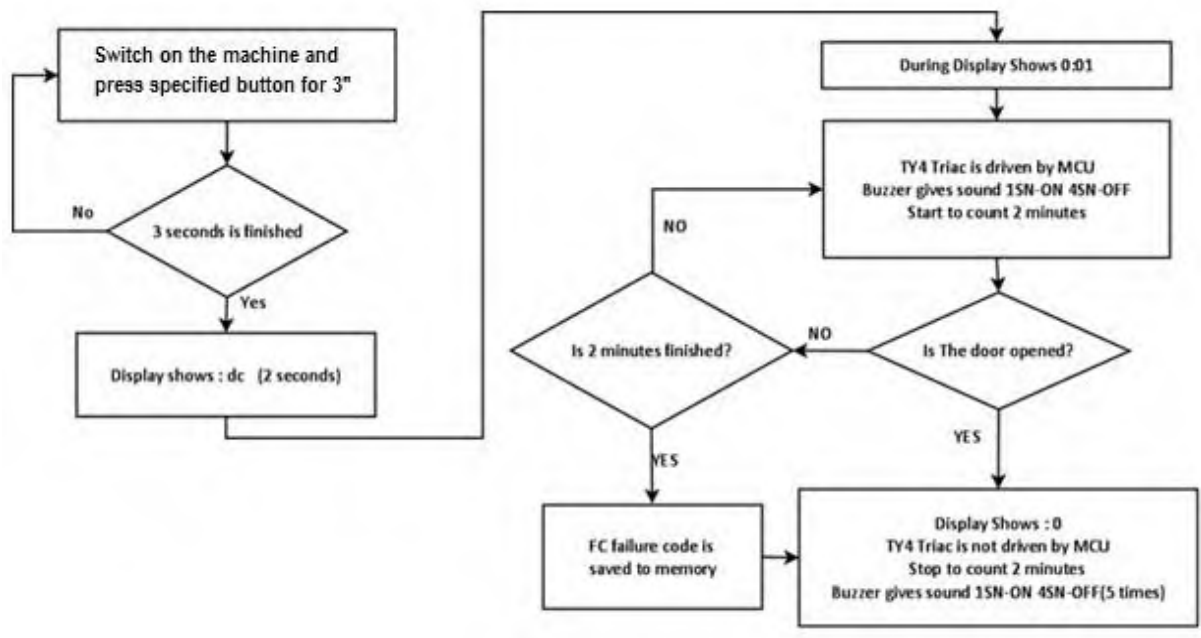 Switch on the machine and
press specified button for 3"
No
3 seconds is finished
Yes
Display shows : dc (2 seconds)
During Display Shows 0:01
TY4 Triac is driven by MCU
Buzzer gives sound 1SN-ON 4SN-OFF
Start to count 2 minutes
NO
Is 2 minutes finished?
NO
Is The door opened?
YES
YES
FC failure code is
saved to memory
Display Shows : 0
TY4 Triac is not driven by MCU
Stop to count 2 minutes
Buzzer gives sound 1SN-ON 4SN-OFF(5 times)